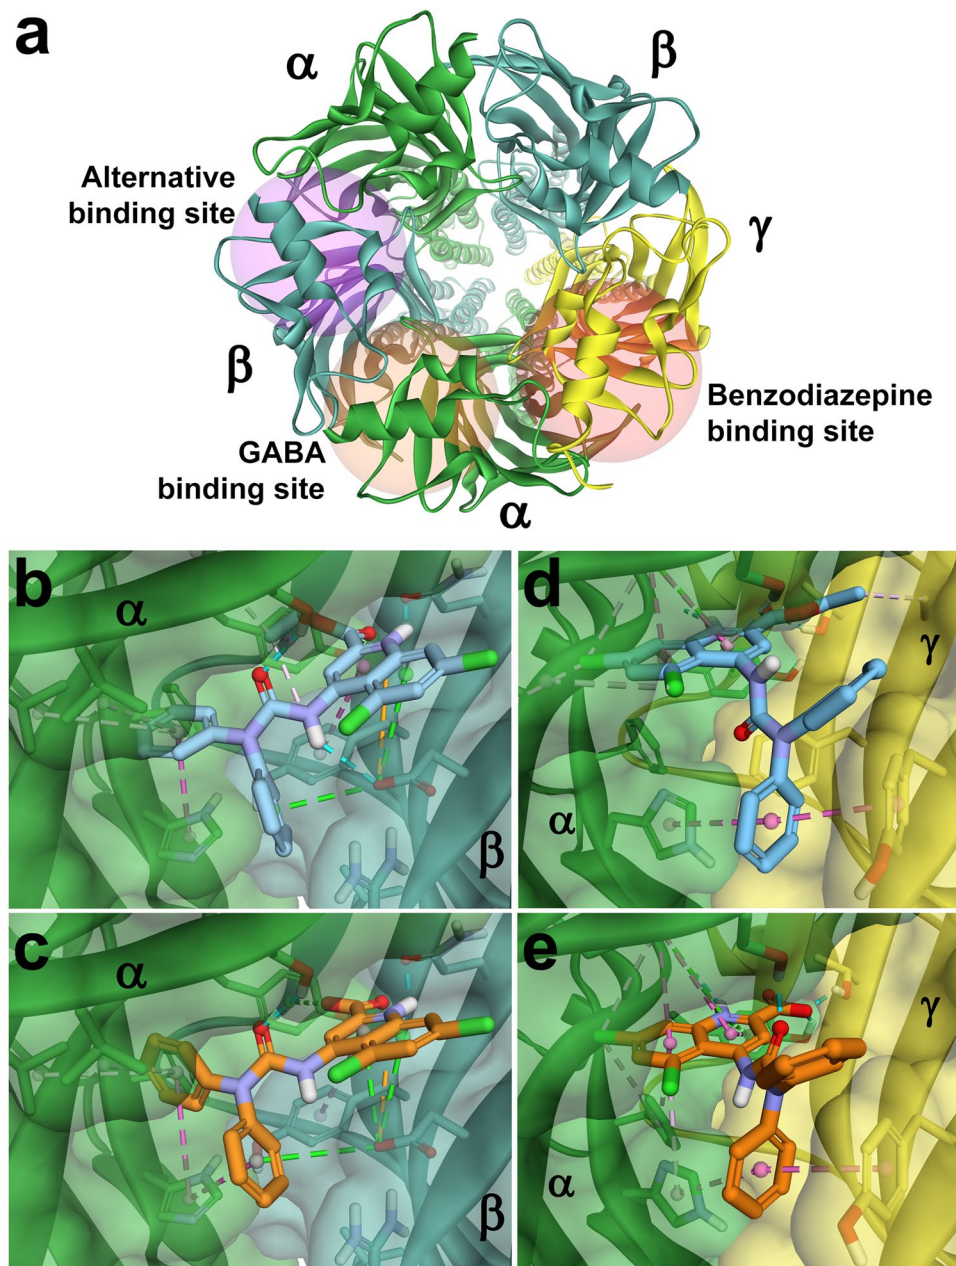 a
α
β
Alternative
binding site
γ
β
Benzodiazepine
binding site
GABA
binding site
α
b
α
β
d
γ
α
c
α
β
e
γ
α